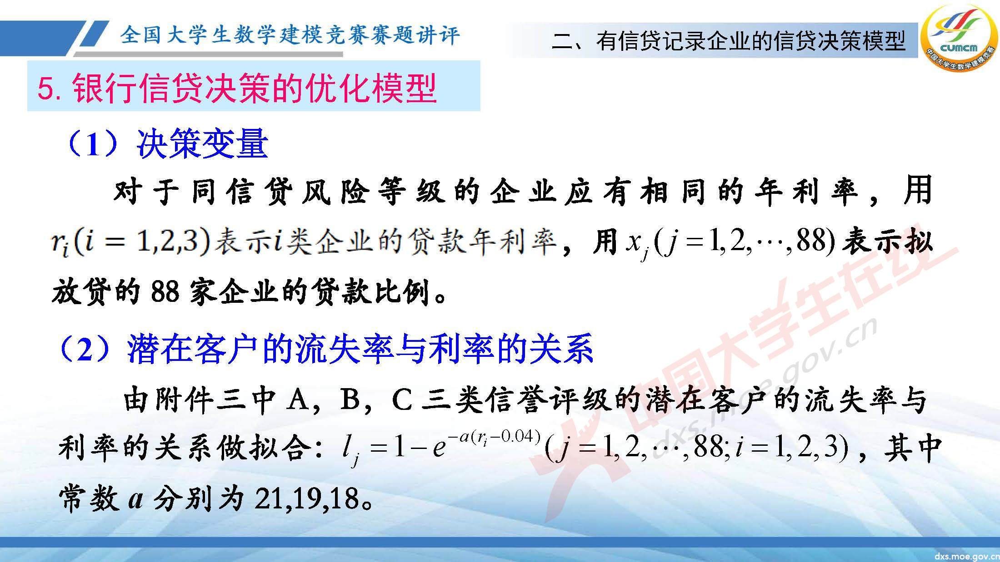 全国大学生数学建模竞赛赛题讲评
二、有信贷记录企业的信贷决策模型
CUMCM
中国大学生数学建模竞赛
5. 银行信贷决策的优化模型
（1）决策变量
对于同信贷风险等级的企业应有相同的年利率，用
r_i(i = 1,2,3)表示i类企业的贷款年利率，用 x_j(j=1,2,⋯,88)表示拟
放贷的 88 家企业的贷款比例。
（2）潜在客户的流失率与利率的关系
由附件三中 A，B，C 三类信誉评级的潜在客户的流失率与
利率的关系做拟合：l_j =1-e^{-a(r_i-0.04)}(j=1,2,⋯,88;i=1,2,3)，其中
常数 a 分别为 21,19,18。
中国大学生在线
dxs.moe.gov.cn
dxs.moe.gov.cn